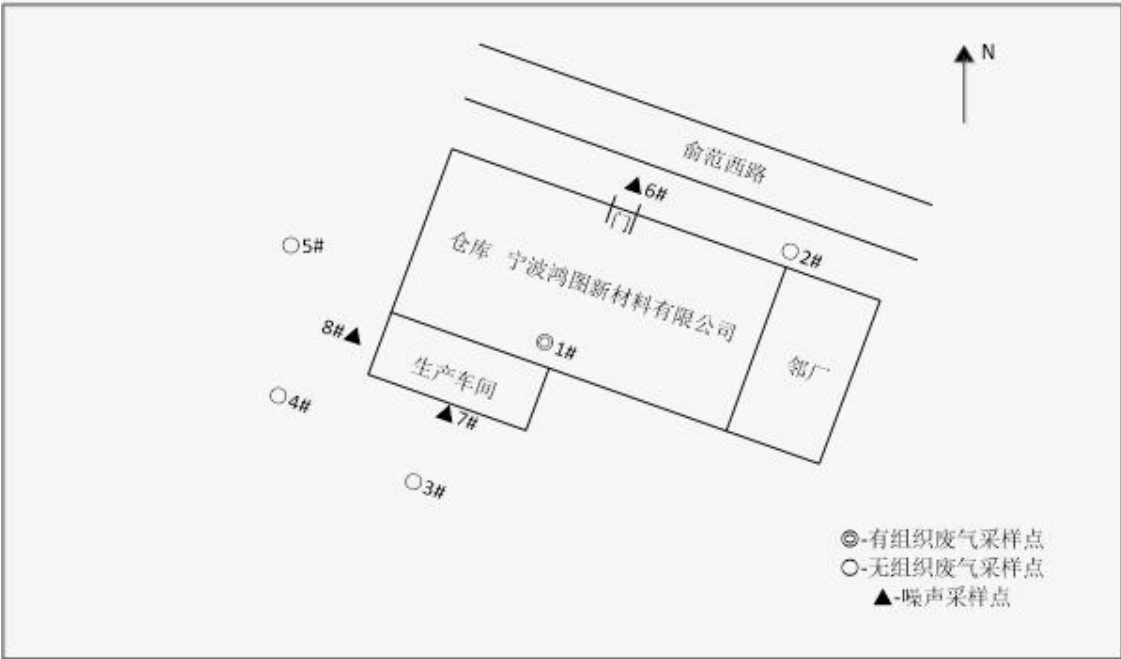 N
俞范西路
6#
门
2#
5#
仓库 宁波鸿图新材料有限公司
8#
1#
邻厂
生产车间
4#
7#
3#
◎-有组织废气采样点
○-无组织废气采样点
▲-噪声采样点